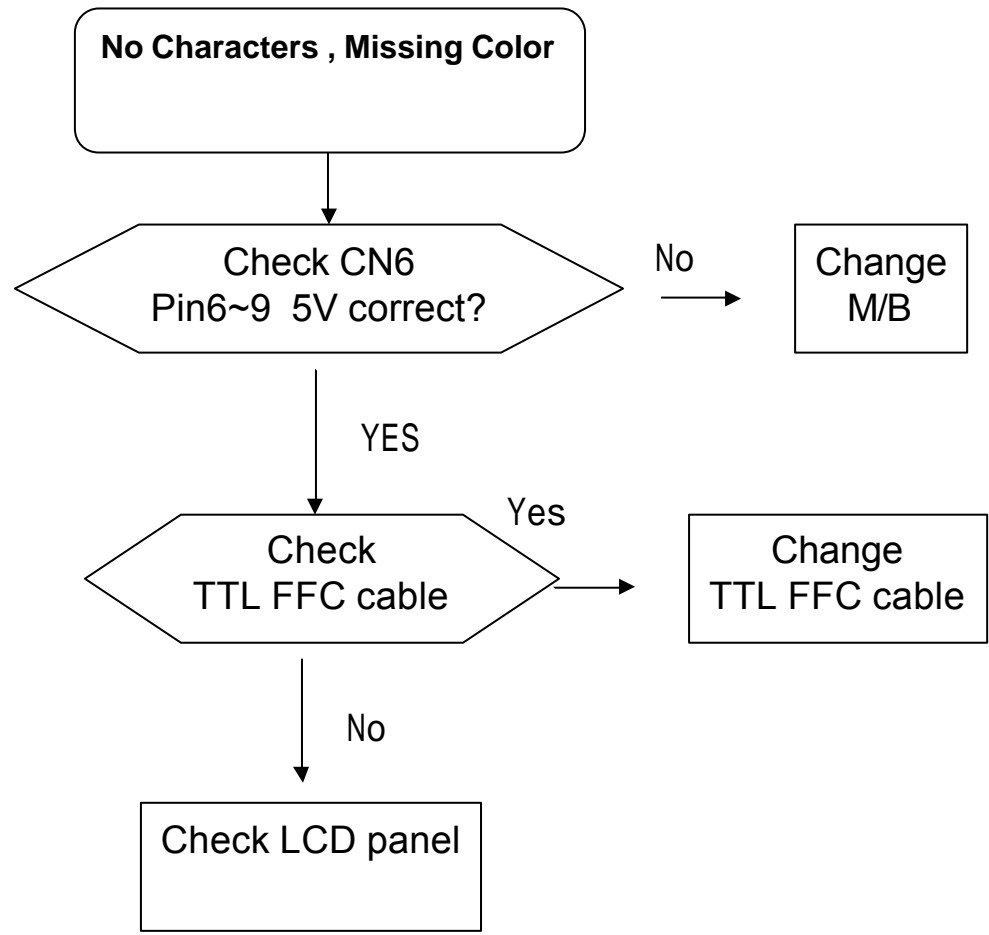 No Characters , Missing Color
Check CN6
Pin6~9  5V correct?
No
Change
M/B
YES
Check
TTL FFC cable
Yes
Change
TTL FFC cable
No
Check LCD panel